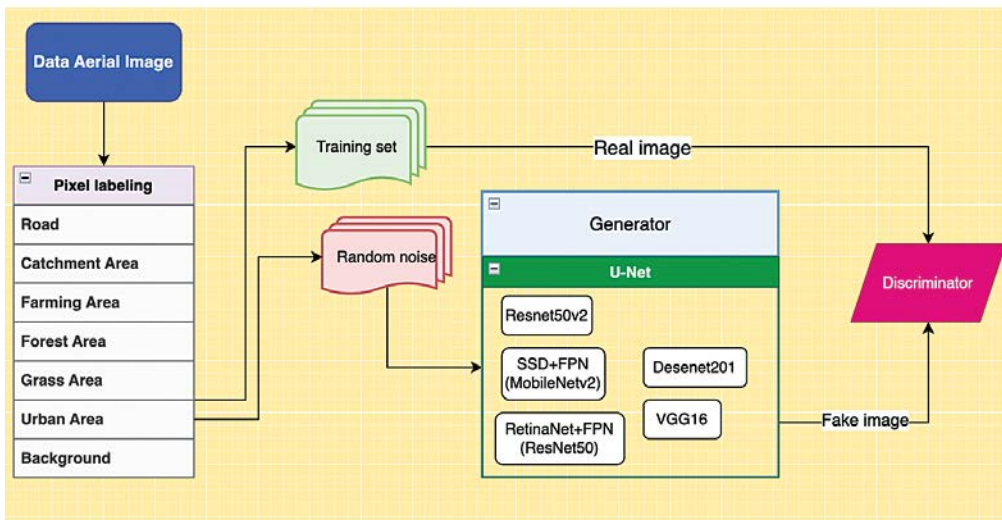 Data Aerial Image
Pixel labeling
Road
Catchment Area
Farming Area
Forest Area
Grass Area
Urban Area
Background
Training set
Random noise
Real image
Generator
U-Net
Resnet50v2
SSD+FPN
(MobileNetv2)
RetinaNet+FPN
(ResNet50)
Desenet201
VGG16
Fake image
Discriminator